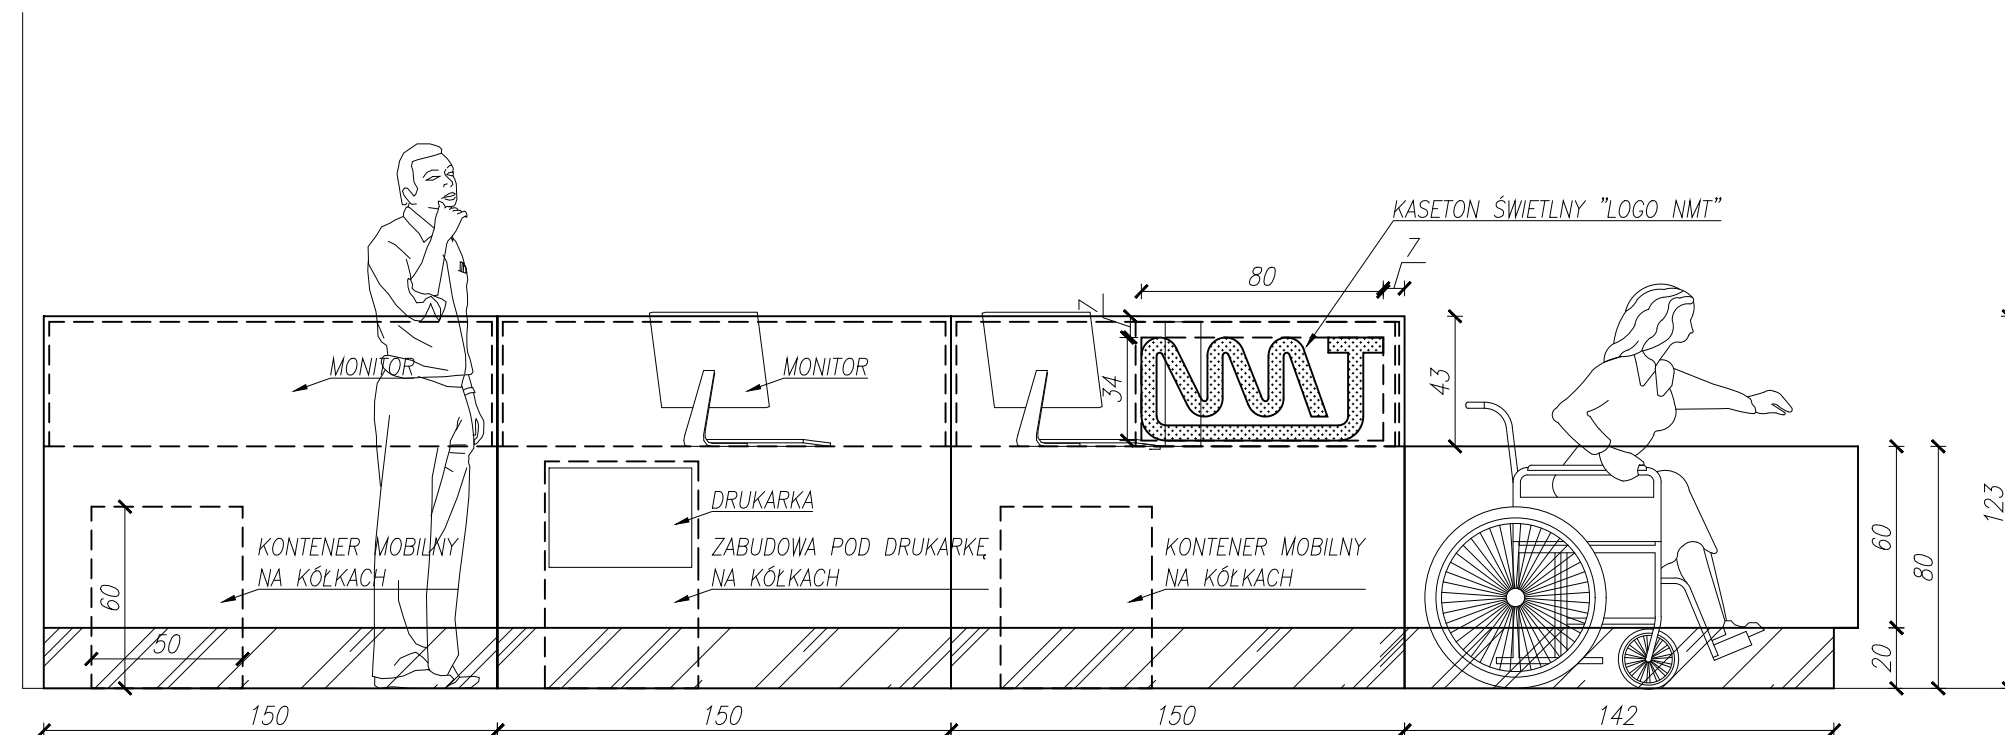 KASETON ŚWIETLNY "LOGO NMT"
7
80
7
MONITOR
MONITOR
34
NMT
43
DRUKARKA
123
KONTENER MOBILNY
NA KÓŁKACH
ZABUDOWA POD DRUKARKĘ
NA KÓŁKACH
KONTENER MOBILNY
NA KÓŁKACH
60
80
60
50
20
150
150
150
142